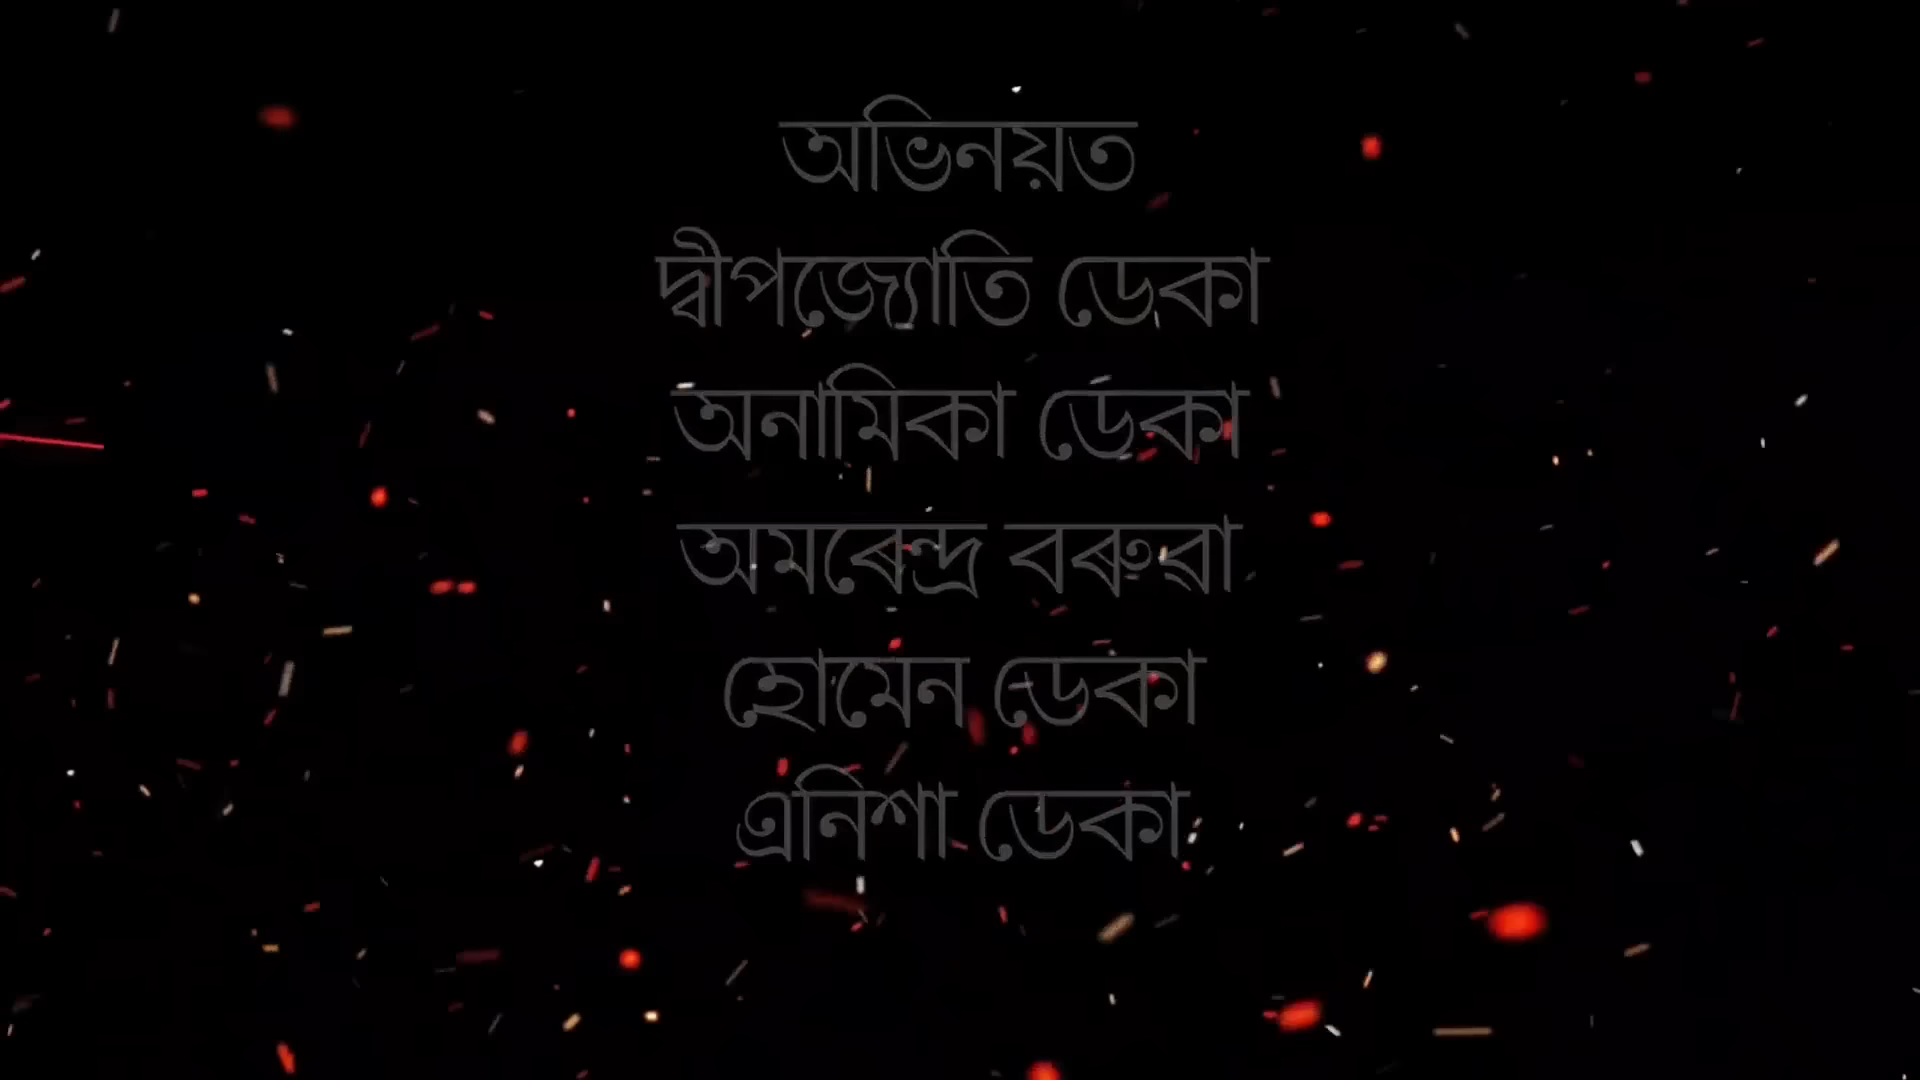 অভিনয়ত
দ্বীপজ্যোতি ডেকা
অনামিকা ডেকা
অমৰেন্দ্ৰ বৰুৱা
হোমেন ডেকা
এনিশা ডেকা